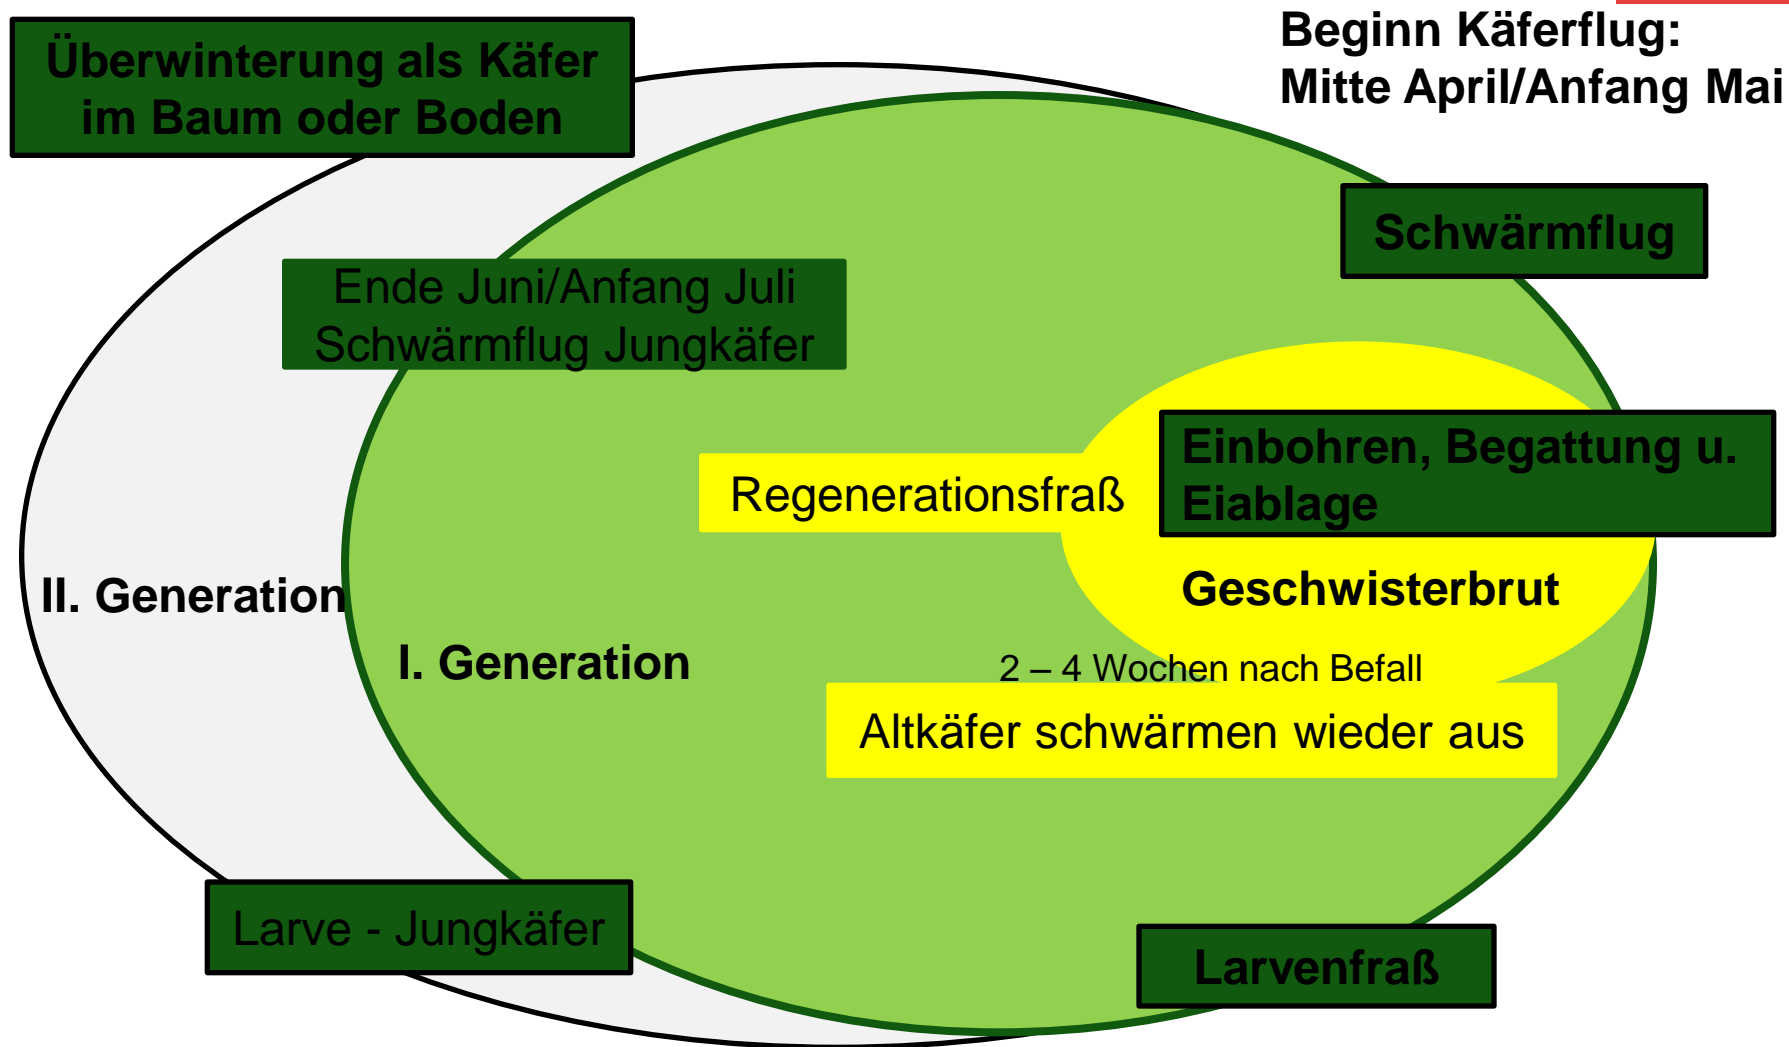 Beginn Käferflug:
Mitte April/Anfang Mai
Überwinterung als Käfer
im Baum oder Boden
Schwärmflug
Ende Juni/Anfang Juli
Schwärmflug Jungkäfer
Einbohren, Begattung u.
Eiablage
Regenerationsfraß
Geschwisterbrut
II. Generation
I. Generation
2 – 4 Wochen nach Befall
Altkäfer schwärmen wieder aus
Larve - Jungkäfer
Larvenfraß